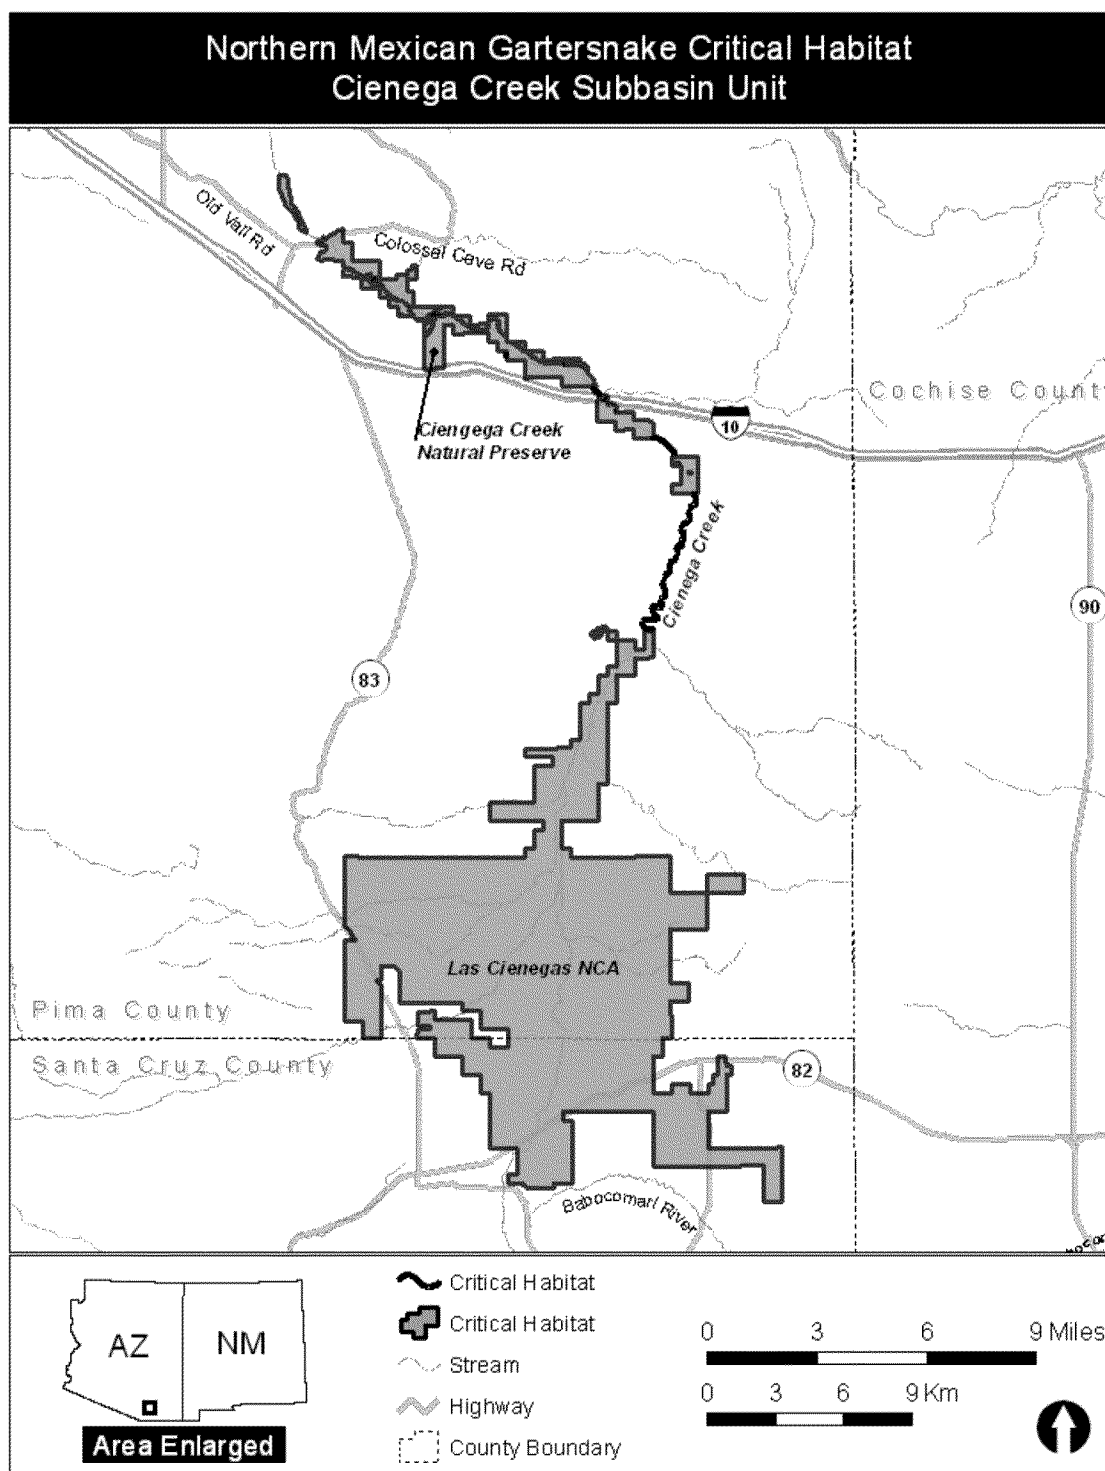 Northern Mexican Gartersnake Critical Habitat
Cienega Creek Subbasin Unit
Old Vail Rd
Colossal Cave Rd
Cochise Count
10
Ciengega Creek
Natural Preserve
Cienega Creek
90
83
Las Cienegas NCA
Pima County
Santa Cruz County
82
Babocomari River
AZ
NM
Area Enlarged
Critical Habitat
Critical Habitat
Stream
Highway
County Boundary
0 3 6 9 Miles
0 3 6 9 Km